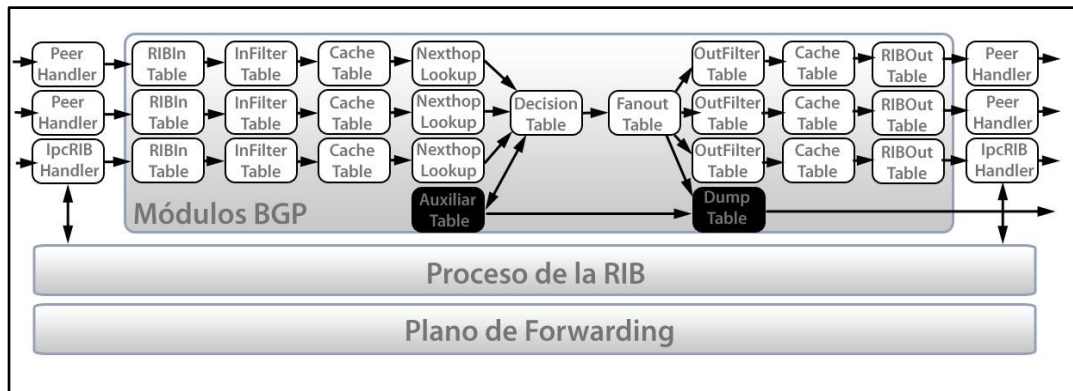 Peer Handler
RIBIn Table
InFilter Table
Cache Table
Nexthop Lookup
OutFilter Table
Cache Table
RIBOut Table
Peer Handler
Peer Handler
RIBIn Table
InFilter Table
Cache Table
Nexthop Lookup
Decision Table
Fanout Table
OutFilter Table
Cache Table
RIBOut Table
Peer Handler
IpcRIB Handler
RIBIn Table
InFilter Table
Cache Table
Nexthop Lookup
OutFilter Table
Cache Table
RIBOut Table
IpcRIB Handler
Módulos BGP
Auxiliar Table
Dump Table
Proceso de la RIB
Plano de Forwarding